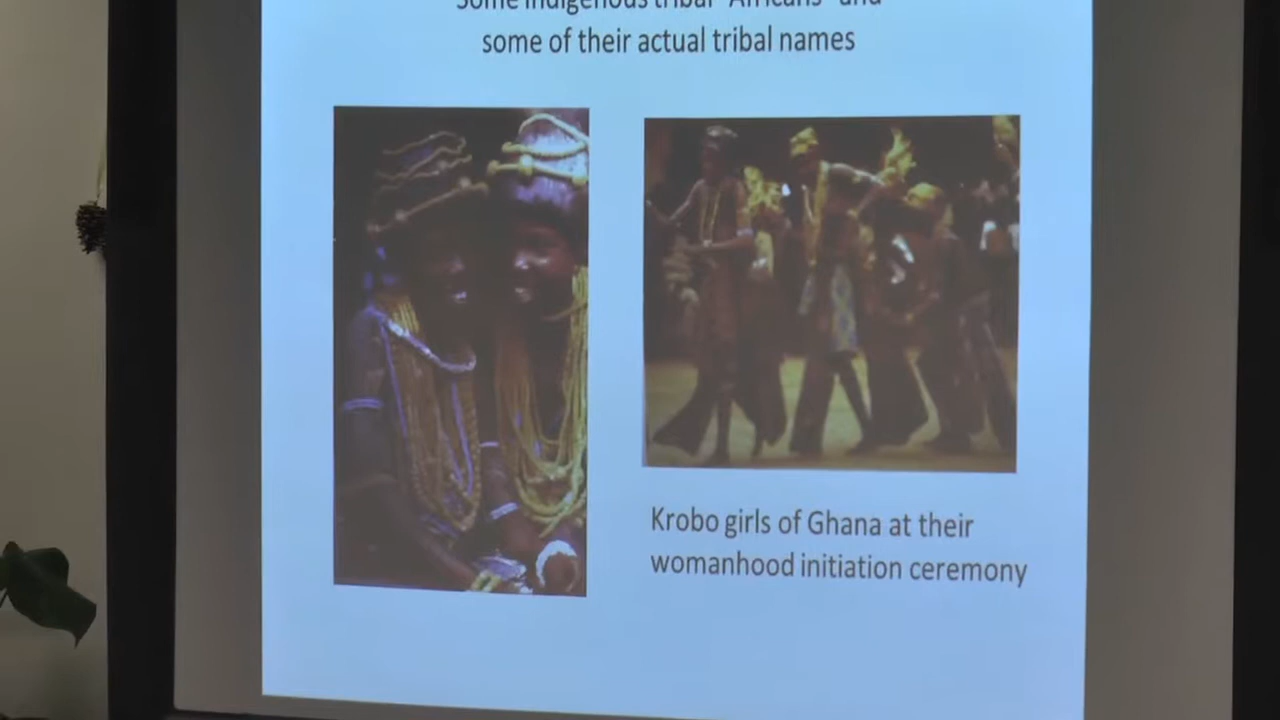 Some indigenous tribal "Africans" and
some of their actual tribal names
Krobo girls of Ghana at their
womanhood initiation ceremony